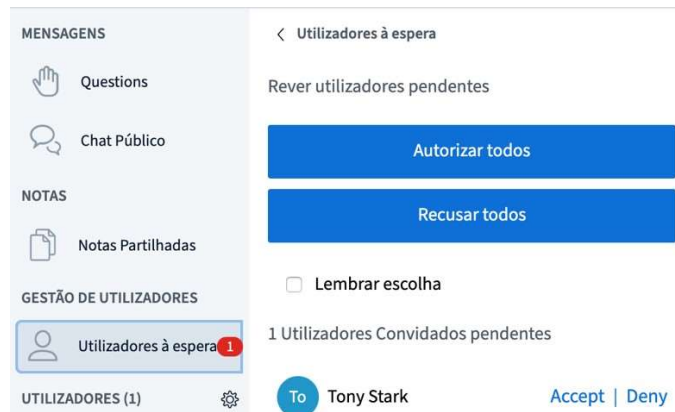 MENSAGENS
Questions
Chat Público
NOTAS
Notas Partilhadas
GESTÃO DE UTILIZADORES
Utilizadores à espera 1
UTILIZADORES (1)
Utilizadores à espera
Rever utilizadores pendentes
Autorizar todos
Recusar todos
Lembrar escolha
1 Utilizadores Convidados pendentes
To Tony Stark Accept | Deny